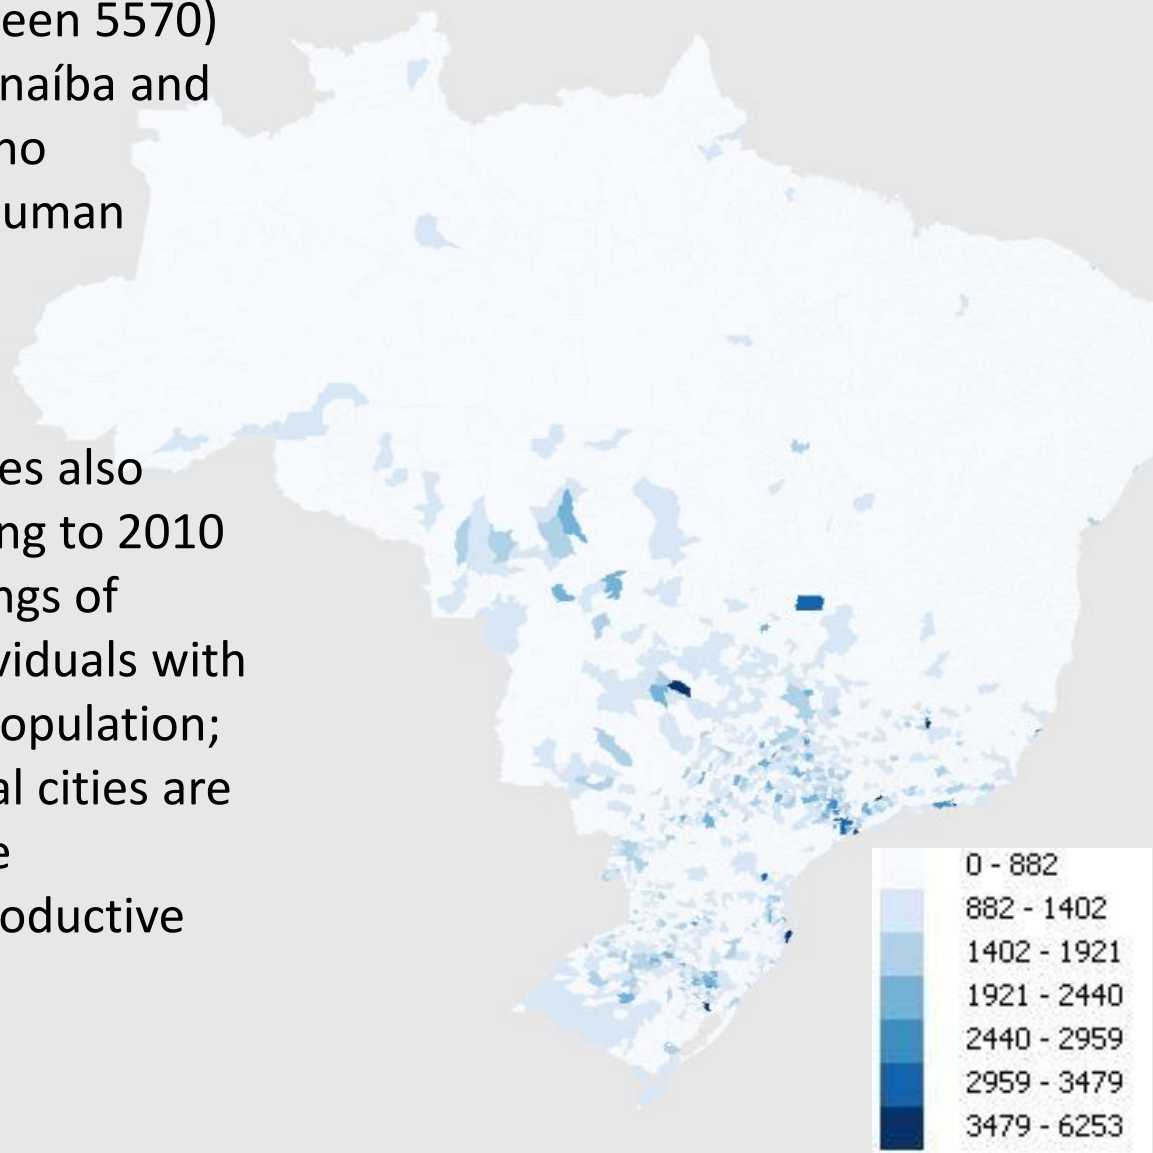 een 5570)
naíba and
no
uman
es also
ng to 2010
ngs of
viduals with
opulation;
al cities are
e
oductive
0 - 882
882 - 1402
1402 - 1921
1921 - 2440
2440 - 2959
2959 - 3479
3479 - 6253